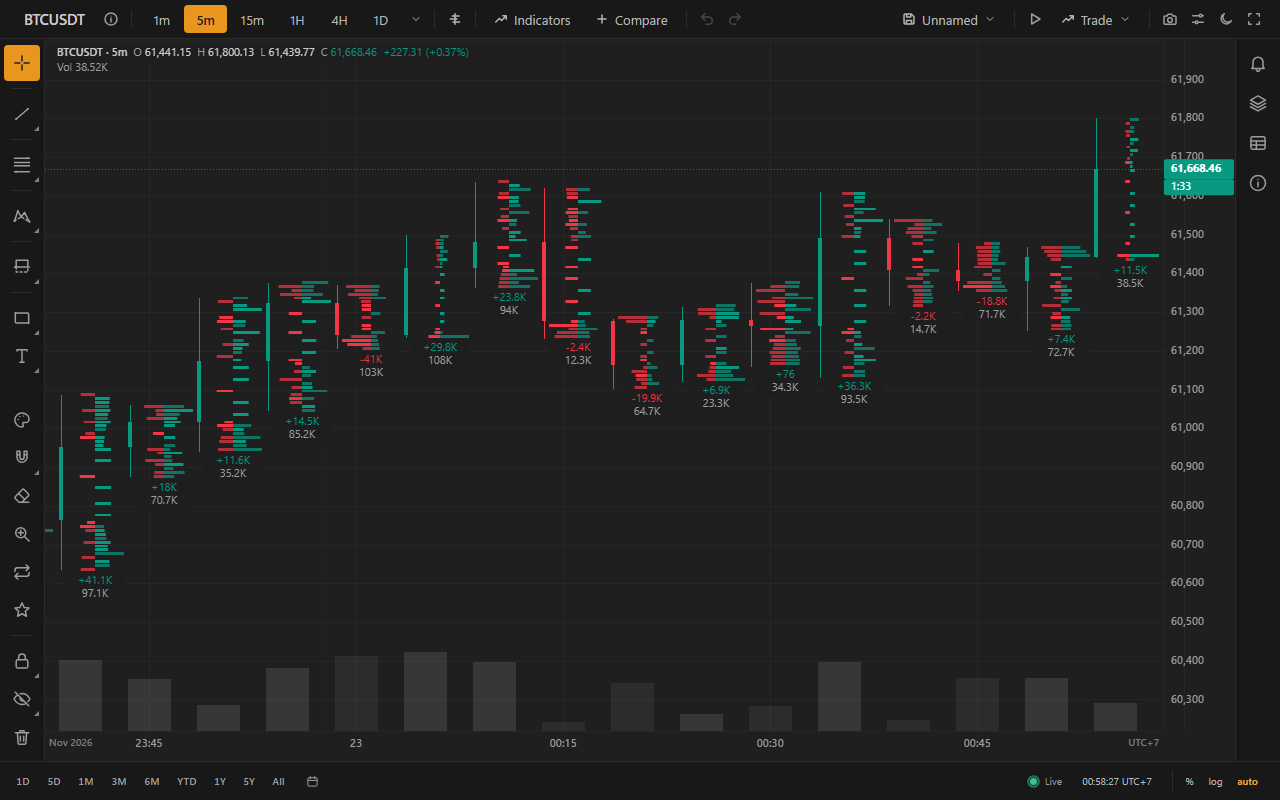 BTCUSDT 1m 5m 15m 1H 4H 1D Indicators Compare Unnamed Trade
BTCUSDT · 5m O 61,441.15 H 61,800.13 L 61,439.77 C 61,668.46 +227.31 (+0.37%)
Vol 38.52K
61,900
61,800
61,700
61,668.46
1:33
61,600
61,500
61,400
61,300
61,200
61,100
61,000
60,900
60,800
60,700
60,600
60,500
60,400
60,300
+41.1K
97.1K
+18K
70.7K
+11.6K
35.2K
+14.5K
85.2K
-41K
103K
+29.8K
108K
+23.8K
94K
-2.4K
12.3K
-19.9K
64.7K
+6.9K
23.3K
+76
34.3K
+36.3K
93.5K
-2.2K
14.7K
-18.8K
71.7K
+7.4K
72.7K
+11.5K
38.5K
Nov 2026 23:45 23 00:15 00:30 00:45 UTC+7
1D 5D 1M 3M 6M YTD 1Y 5Y All Live 00:58:27 UTC+7 % log auto